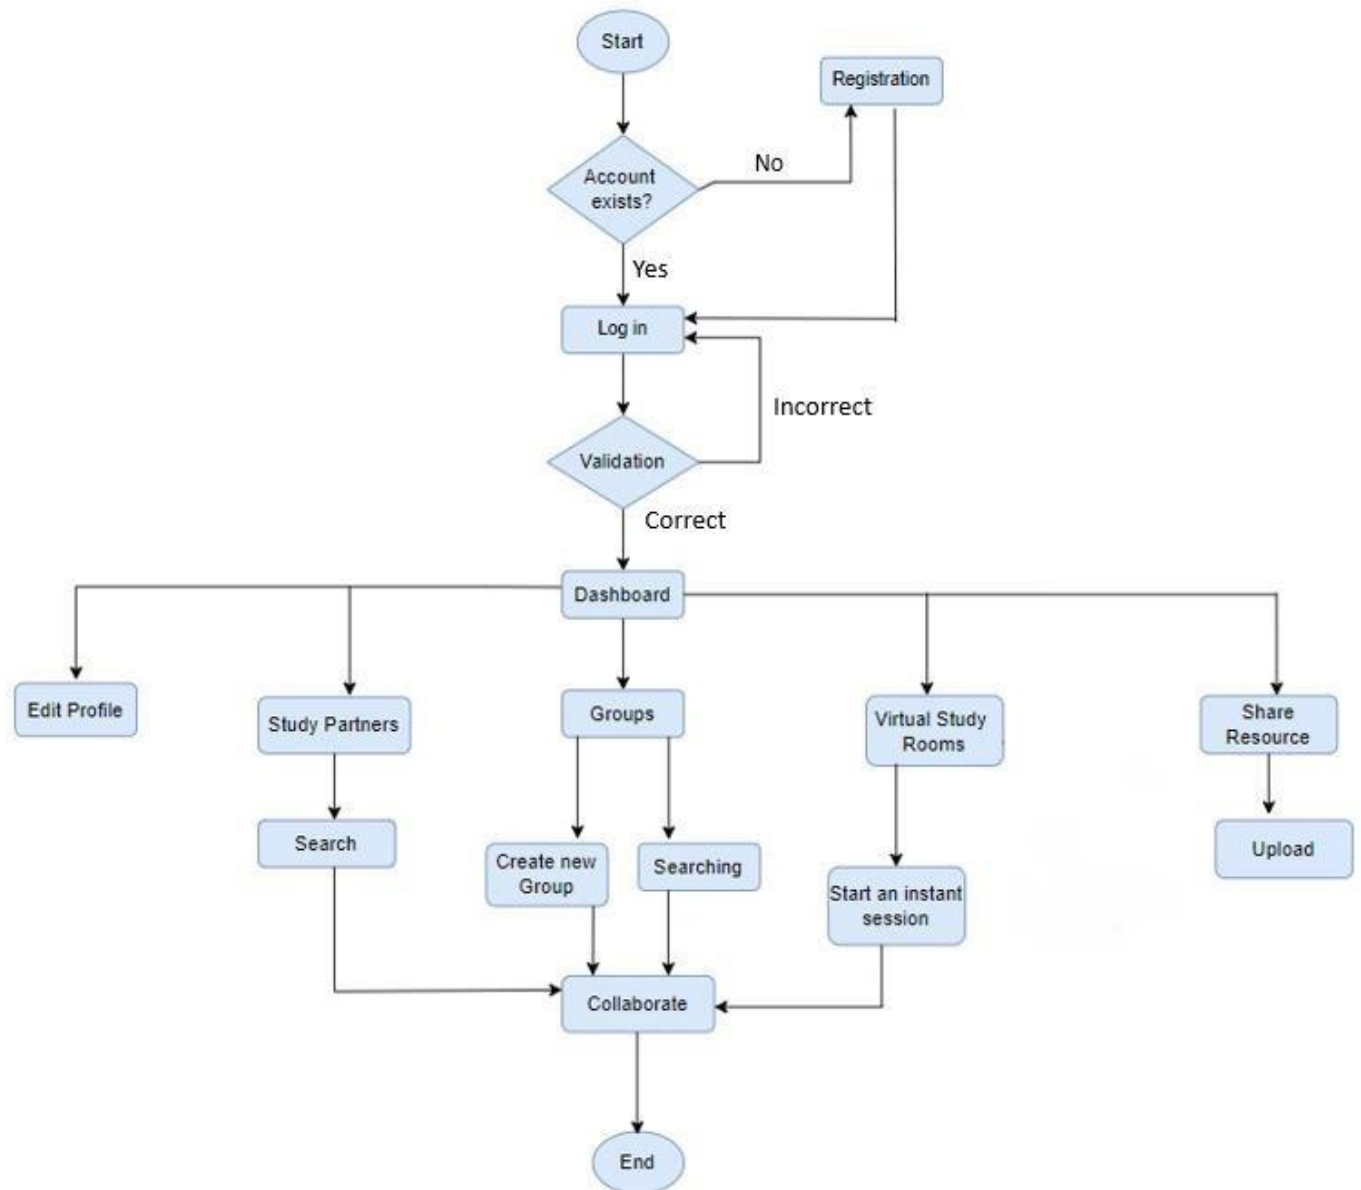 Start
Registration
No
Account
exists?
Yes
Log in
Incorrect
Validation
Correct
Dashboard
Edit Profile
Study Partners
Groups
Virtual Study
Rooms
Share
Resource
Search
Create new
Group
Searching
Start an instant
session
Upload
Collaborate
End